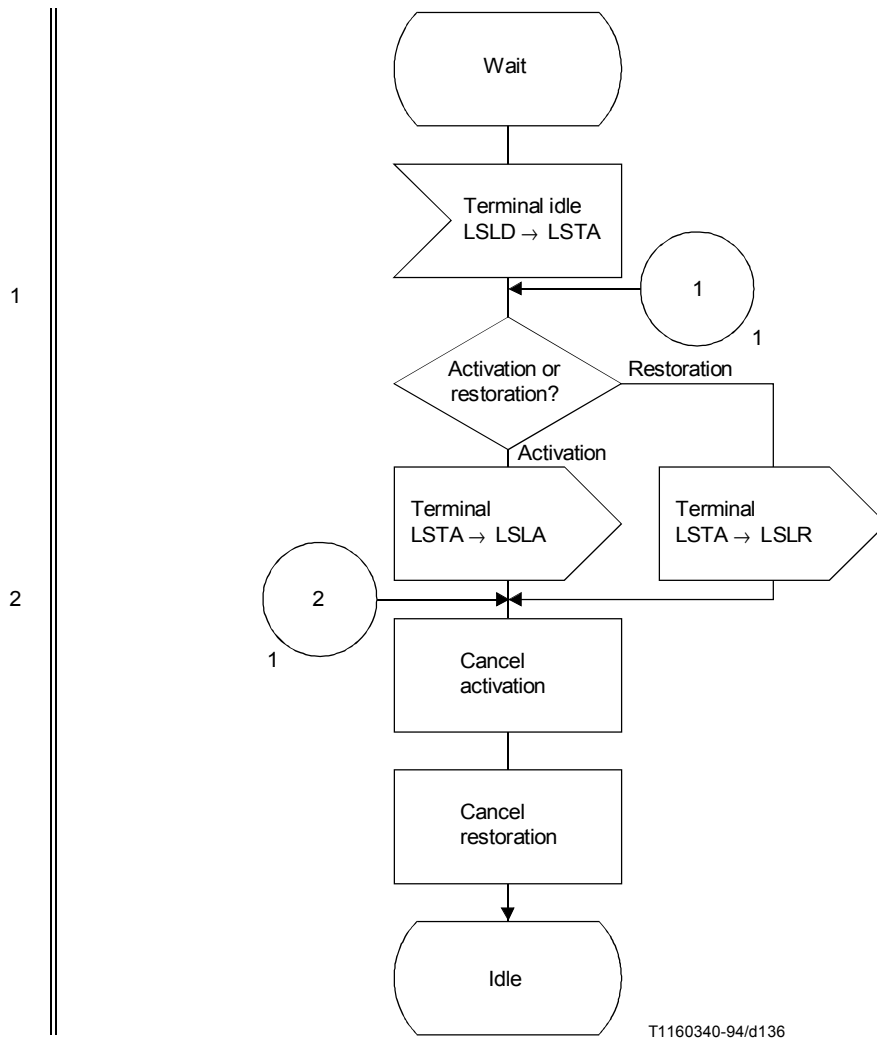 Wait
Terminal idle
LSLD → LSTA
1
1
1
Activation or
restoration?
Restoration
Activation
Terminal
LSTA → LSLA
Terminal
LSTA → LSLR
2
2
1
Cancel
activation
Cancel
restoration
Idle
T1160340-94/d136